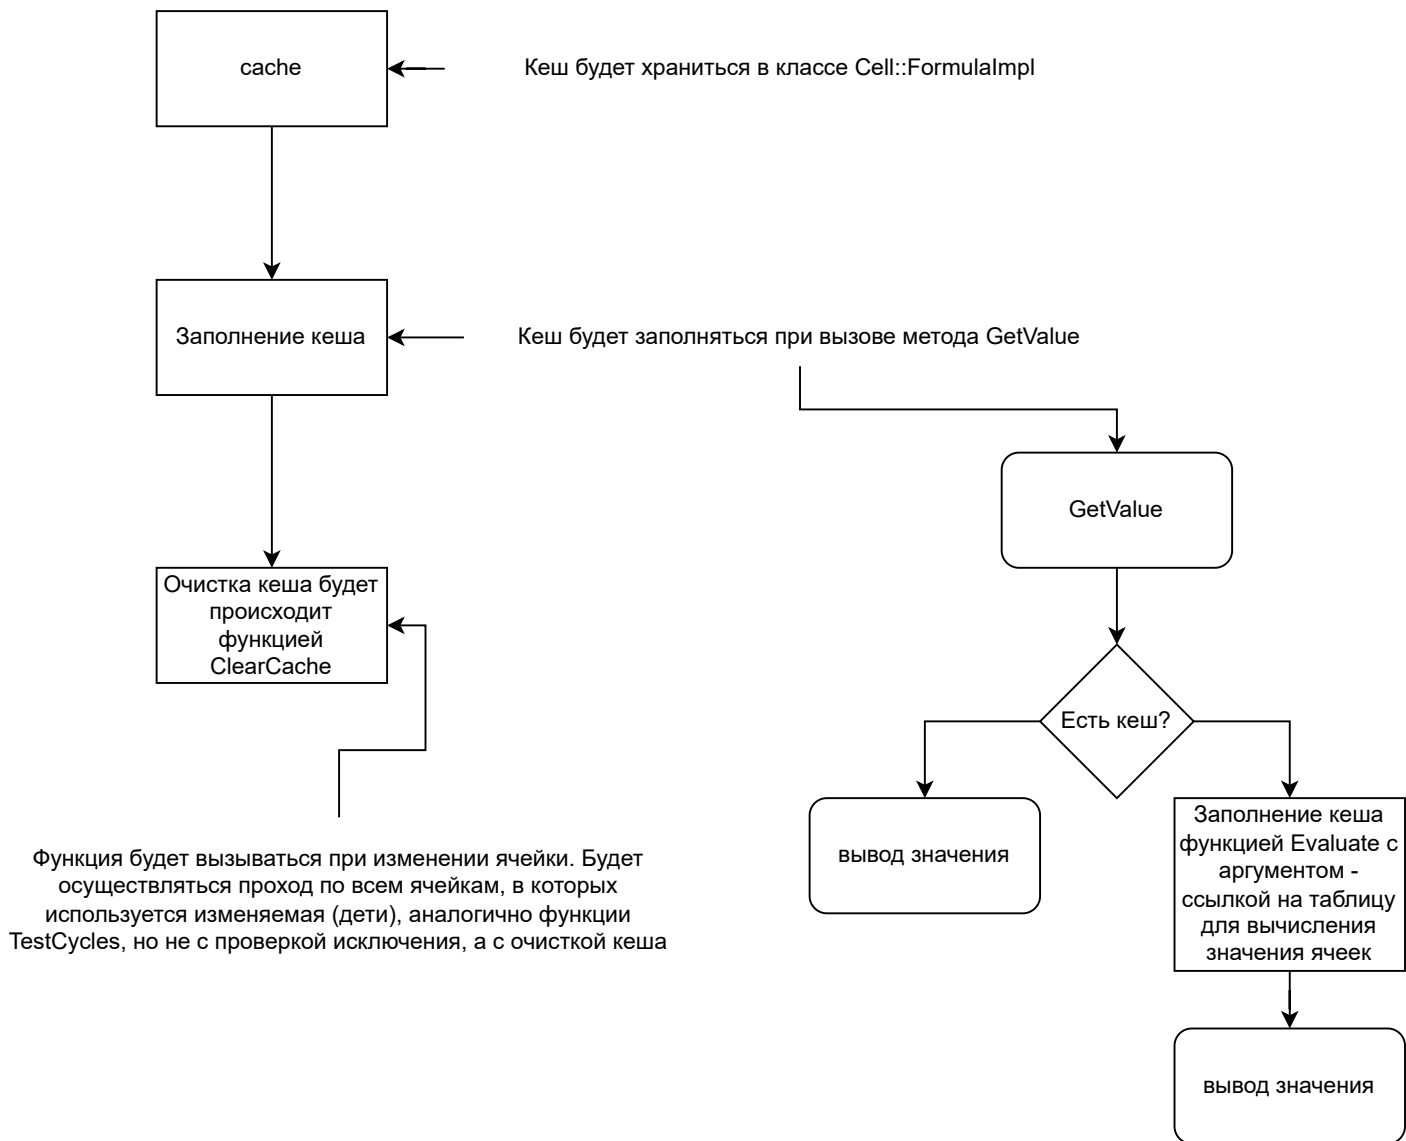 cache
Кеш будет храниться в классе Cell::FormulaImpl
Заполнение кеша
Кеш будет заполняться при вызове метода GetValue
GetValue
Очистка кеша будет
происходит
функцией
ClearCache
Есть кеш?
вывод значения
Заполнение кеша
функцией Evaluate с
аргументом -
ссылкой на таблицу
для вычисления
значения ячеек
Функция будет вызываться при изменении ячейки. Будет
осуществляться проход по всем ячейкам, в которых
используется изменяемая (дети), аналогично функции
TestCycles, но не с проверкой исключения, а с очисткой кеша
вывод значения